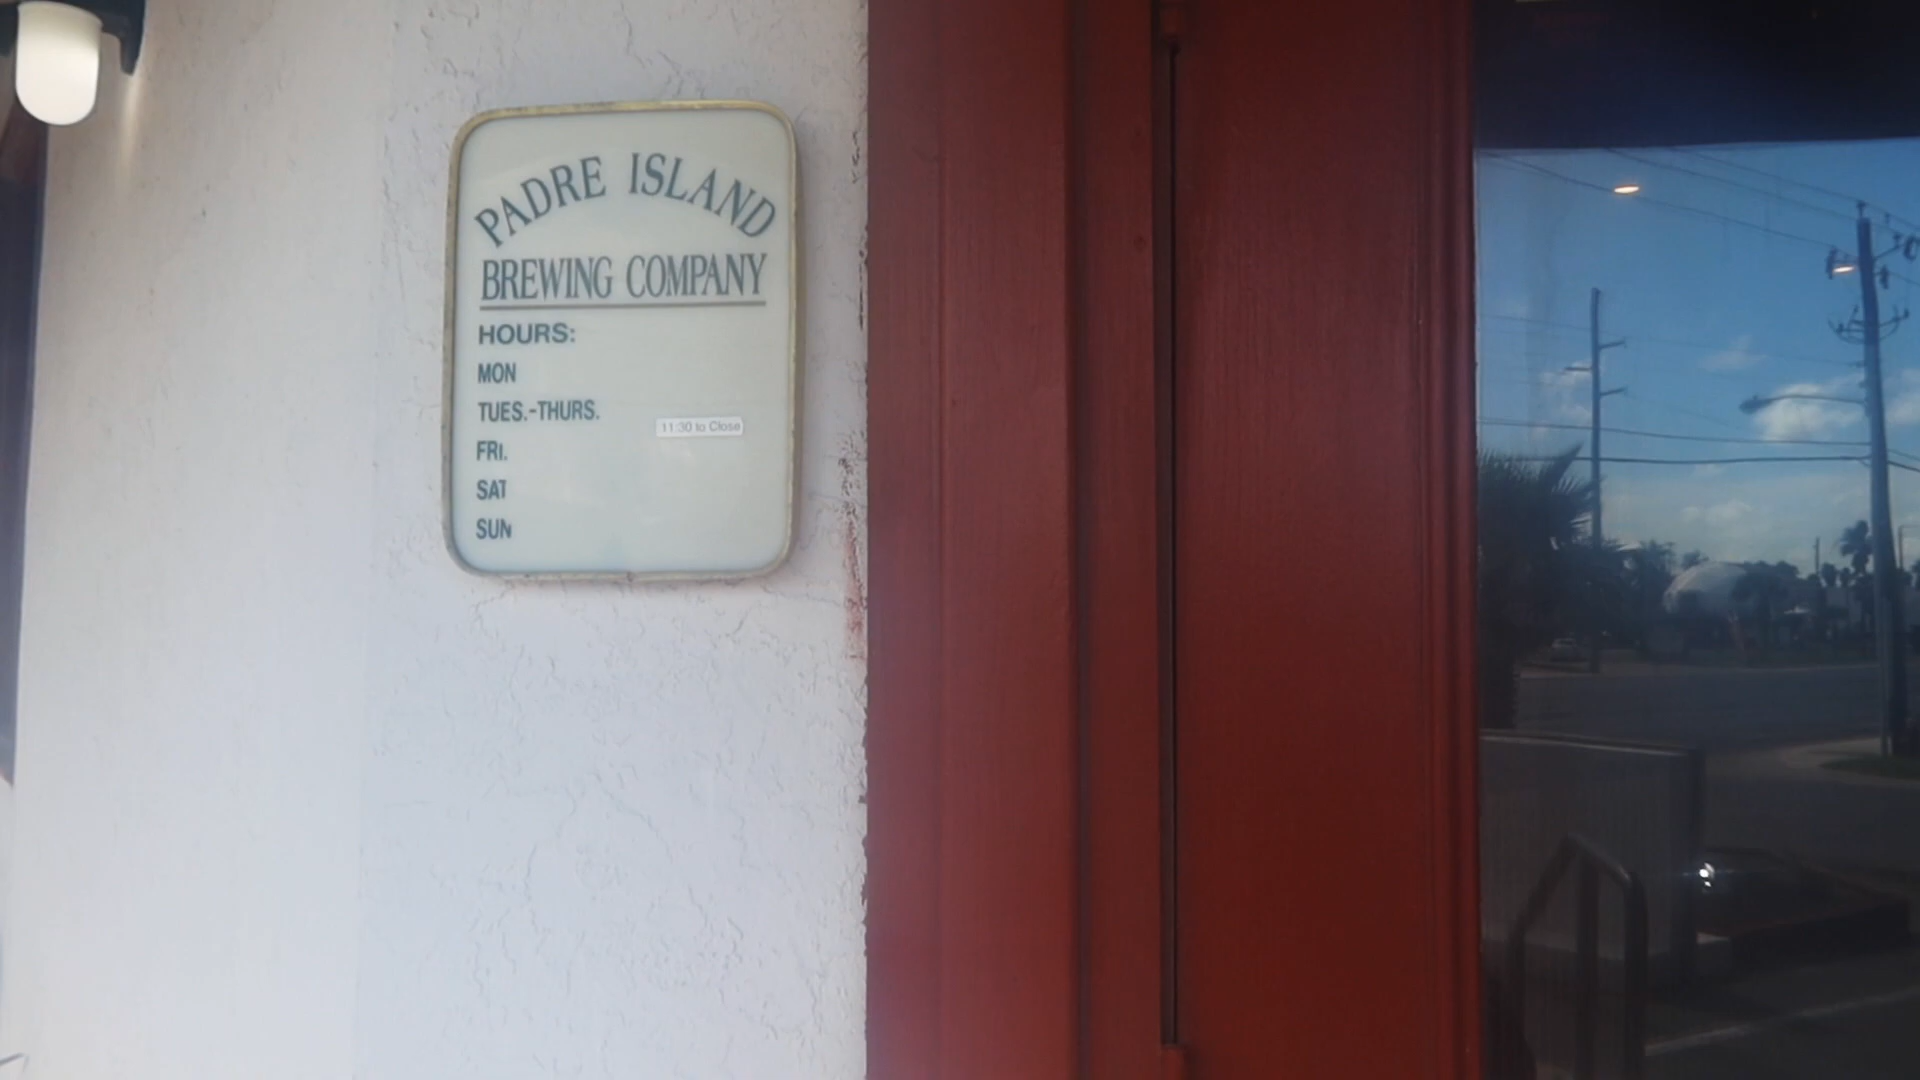 PADRE ISLAND
BREWING COMPANY
HOURS:
MON
TUES.-THURS.
11:30 to Close
FRI.
SAT
SUN